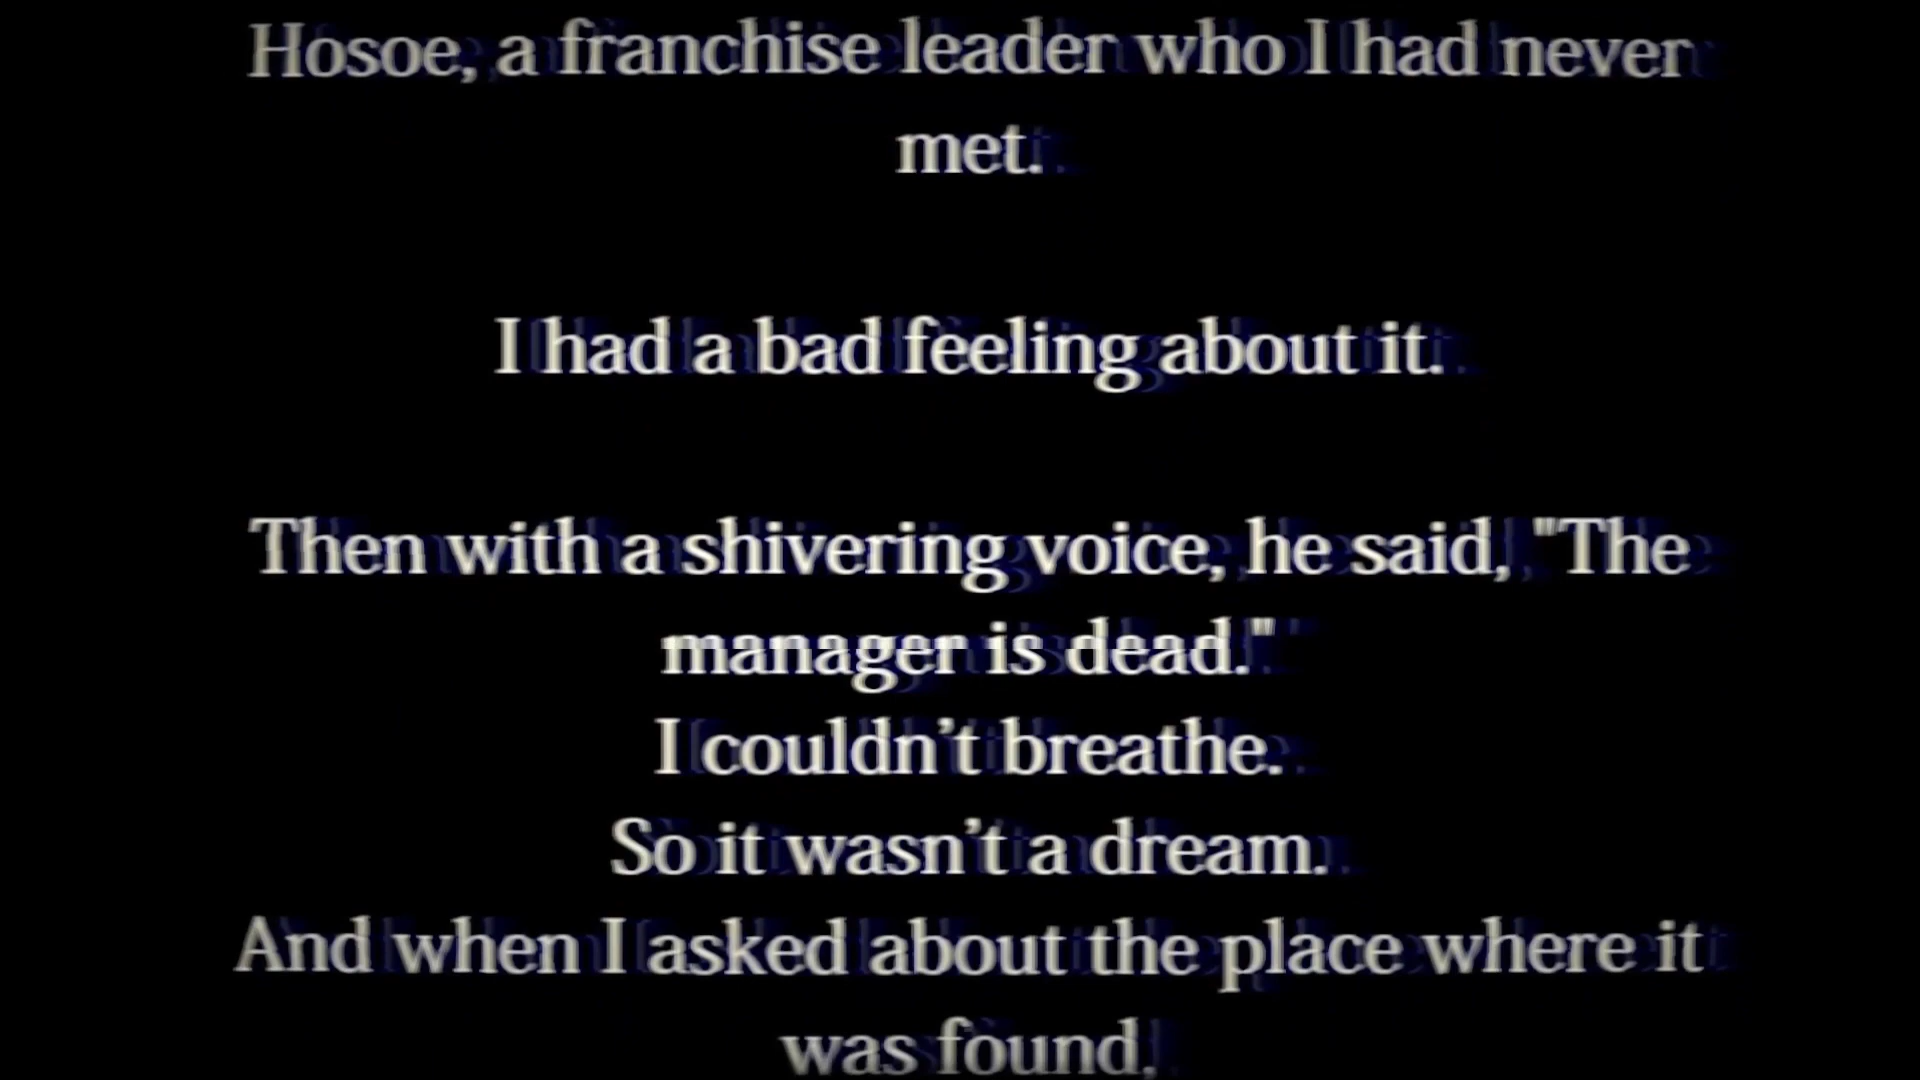 Hosoe, a franchise leader who I had never
met.
I had a bad feeling about it.
Then with a shivering voice, he said, "The
manager is dead."
I couldn't breathe.
So it wasn't a dream.
And when I asked about the place where it
was found,